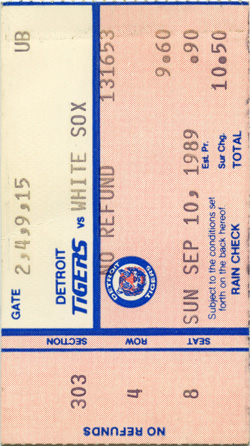 GATE 2,4,9,15 UB
DETROIT
TIGERS vs WHITE SOX
NO REFUND 131653
DETROIT
TIGERS
9.60 .90 10.50
Est. Pr. Sur Chg. TOTAL
SUN SEP 10, 1989
Subject to the conditions set
forth on the back hereof.
RAIN CHECK
SECTION ROW SEAT
303 4 8
NO REFUNDS